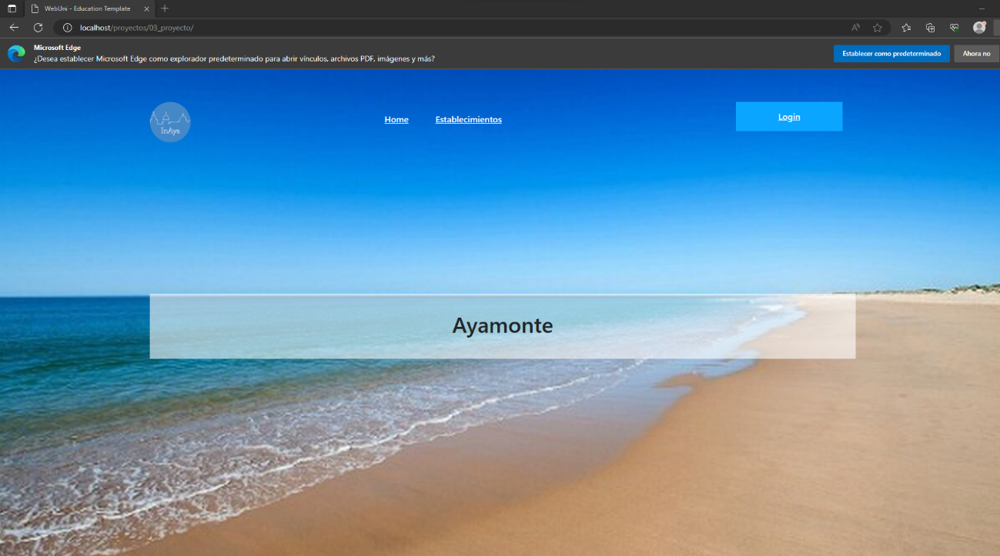 WebUni - Education Template
localhost/proyectos/03_proyecto/
Microsoft Edge
¿Desea establecer Microsoft Edge como explorador predeterminado para abrir vínculos, archivos PDF, imágenes y más?
Establecer como predeterminado
Ahora no
InAya
Home
Establecimientos
Login
Ayamonte